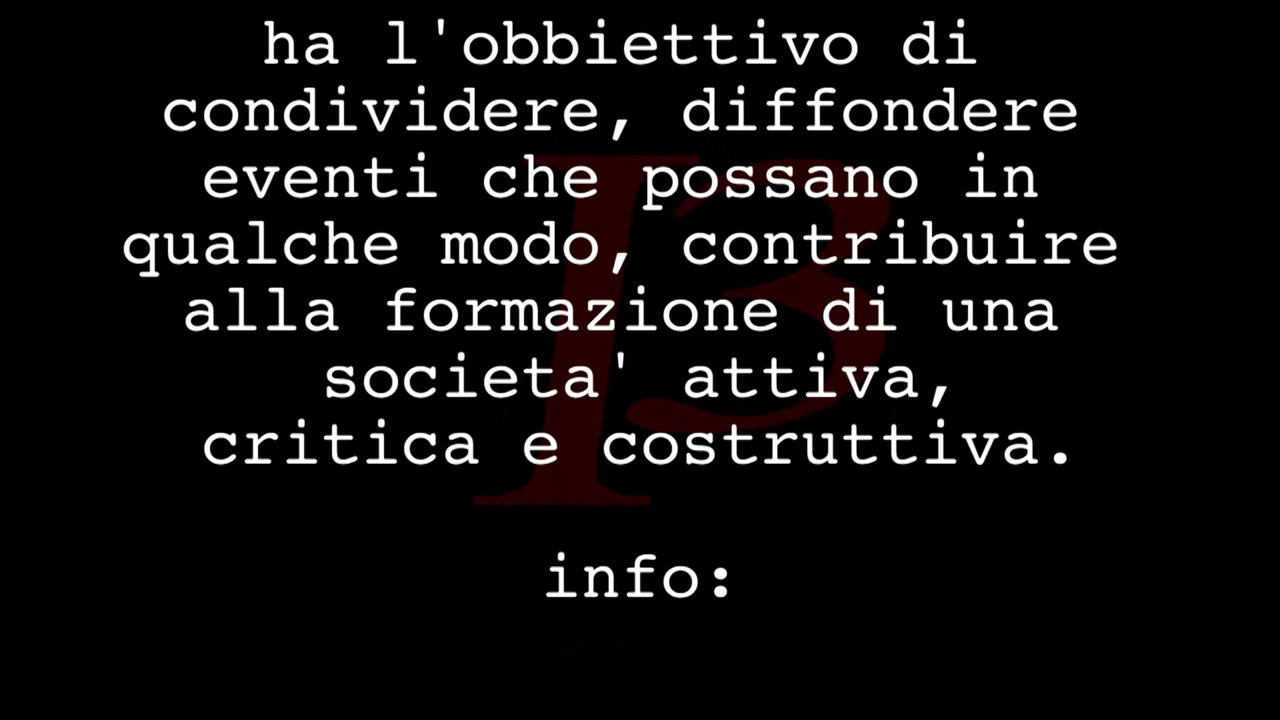 ha l'obbiettivo di
condividere, diffondere
eventi che possano in
qualche modo, contribuire
alla formazione di una
societa' attiva,
critica e costruttiva.
info: